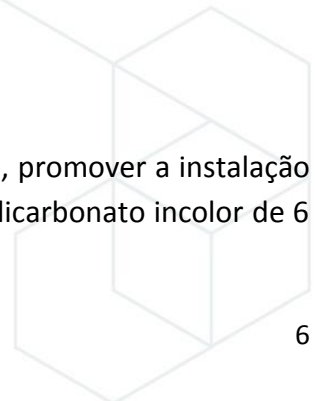 , promover a instalação
licarbonato incolor de 6
6